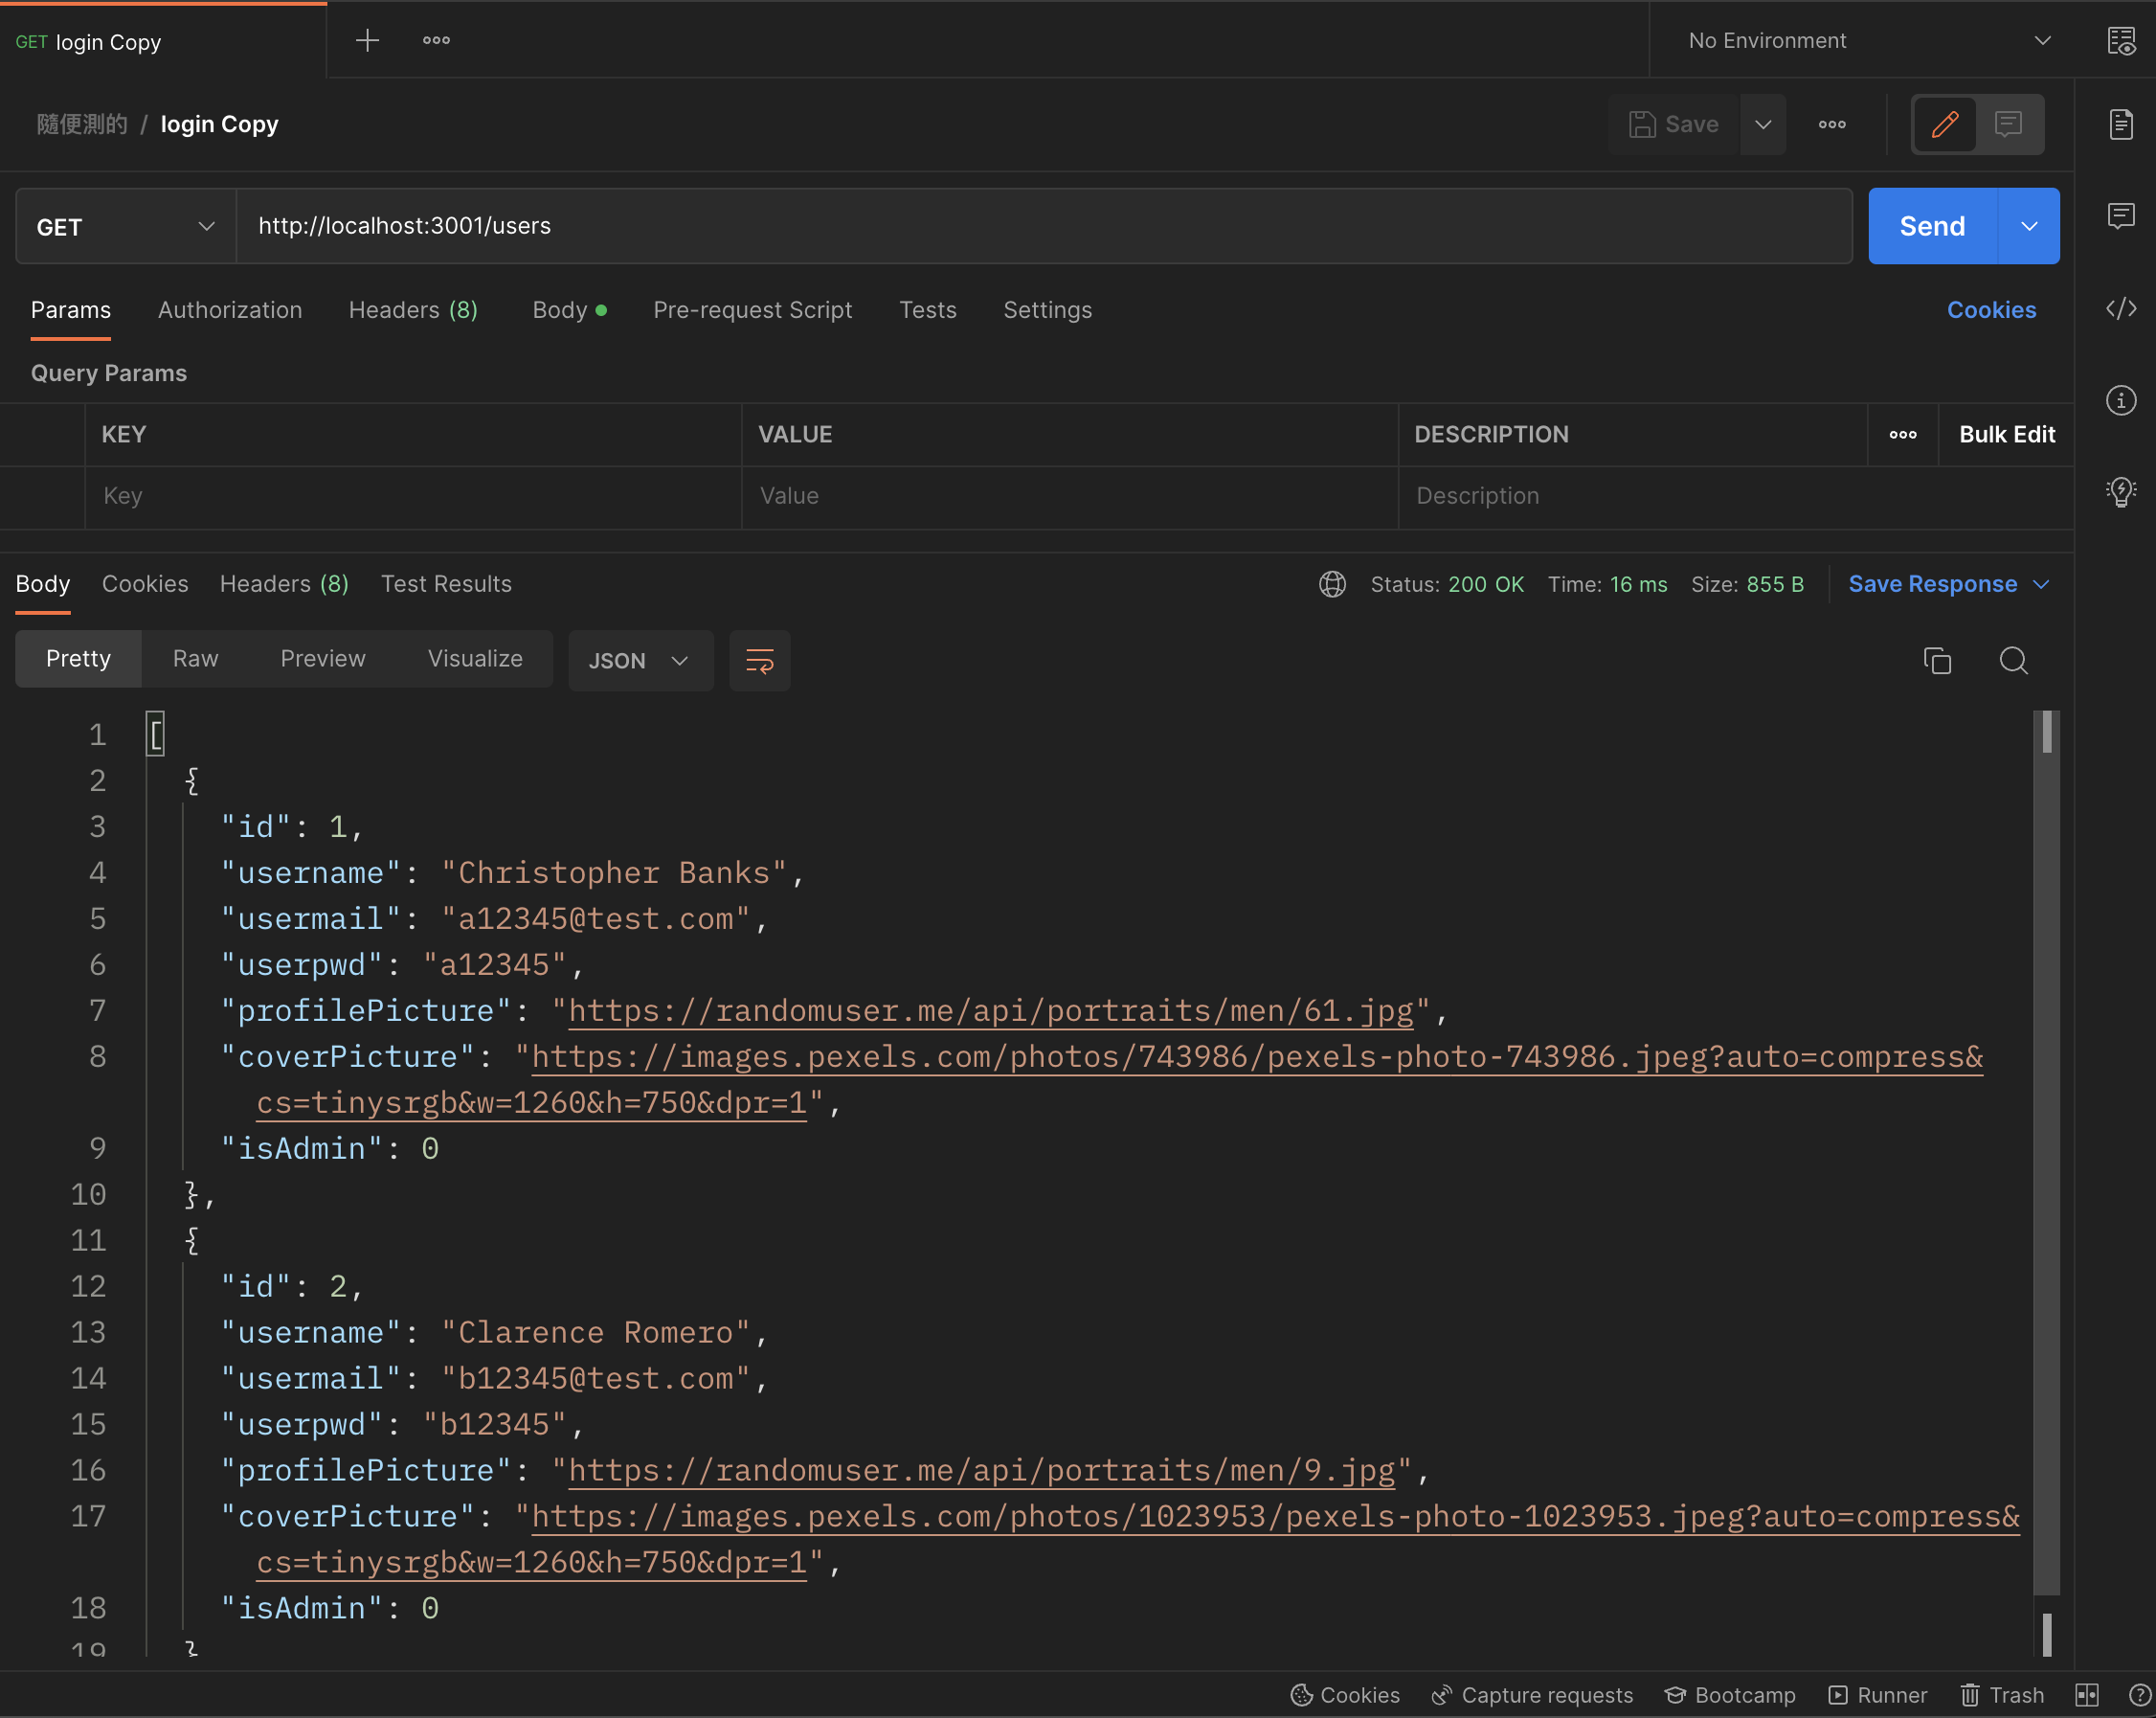 GET login Copy
No Environment
隨便測的 / login Copy
Save
GET http://localhost:3001/users Send
Params Authorization Headers (8) Body Pre-request Script Tests Settings Cookies
Query Params
KEY VALUE DESCRIPTION Bulk Edit
Key Value Description
Body Cookies Headers (8) Test Results Status: 200 OK Time: 16 ms Size: 855 B Save Response
Pretty Raw Preview Visualize JSON
1 [
2 {
3 "id": 1,
4 "username": "Christopher Banks",
5 "usermail": "a12345@test.com",
6 "userpwd": "a12345",
7 "profilePicture": "https://randomuser.me/api/portraits/men/61.jpg",
8 "coverPicture": "https://images.pexels.com/photos/743986/pexels-photo-743986.jpeg?auto=compress&
cs=tinysrgb&w=1260&h=750&dpr=1",
9 "isAdmin": 0
10 },
11 {
12 "id": 2,
13 "username": "Clarence Romero",
14 "usermail": "b12345@test.com",
15 "userpwd": "b12345",
16 "profilePicture": "https://randomuser.me/api/portraits/men/9.jpg",
17 "coverPicture": "https://images.pexels.com/photos/1023953/pexels-photo-1023953.jpeg?auto=compress&
cs=tinysrgb&w=1260&h=750&dpr=1",
18 "isAdmin": 0
19 }
Cookies Capture requests Bootcamp Runner Trash